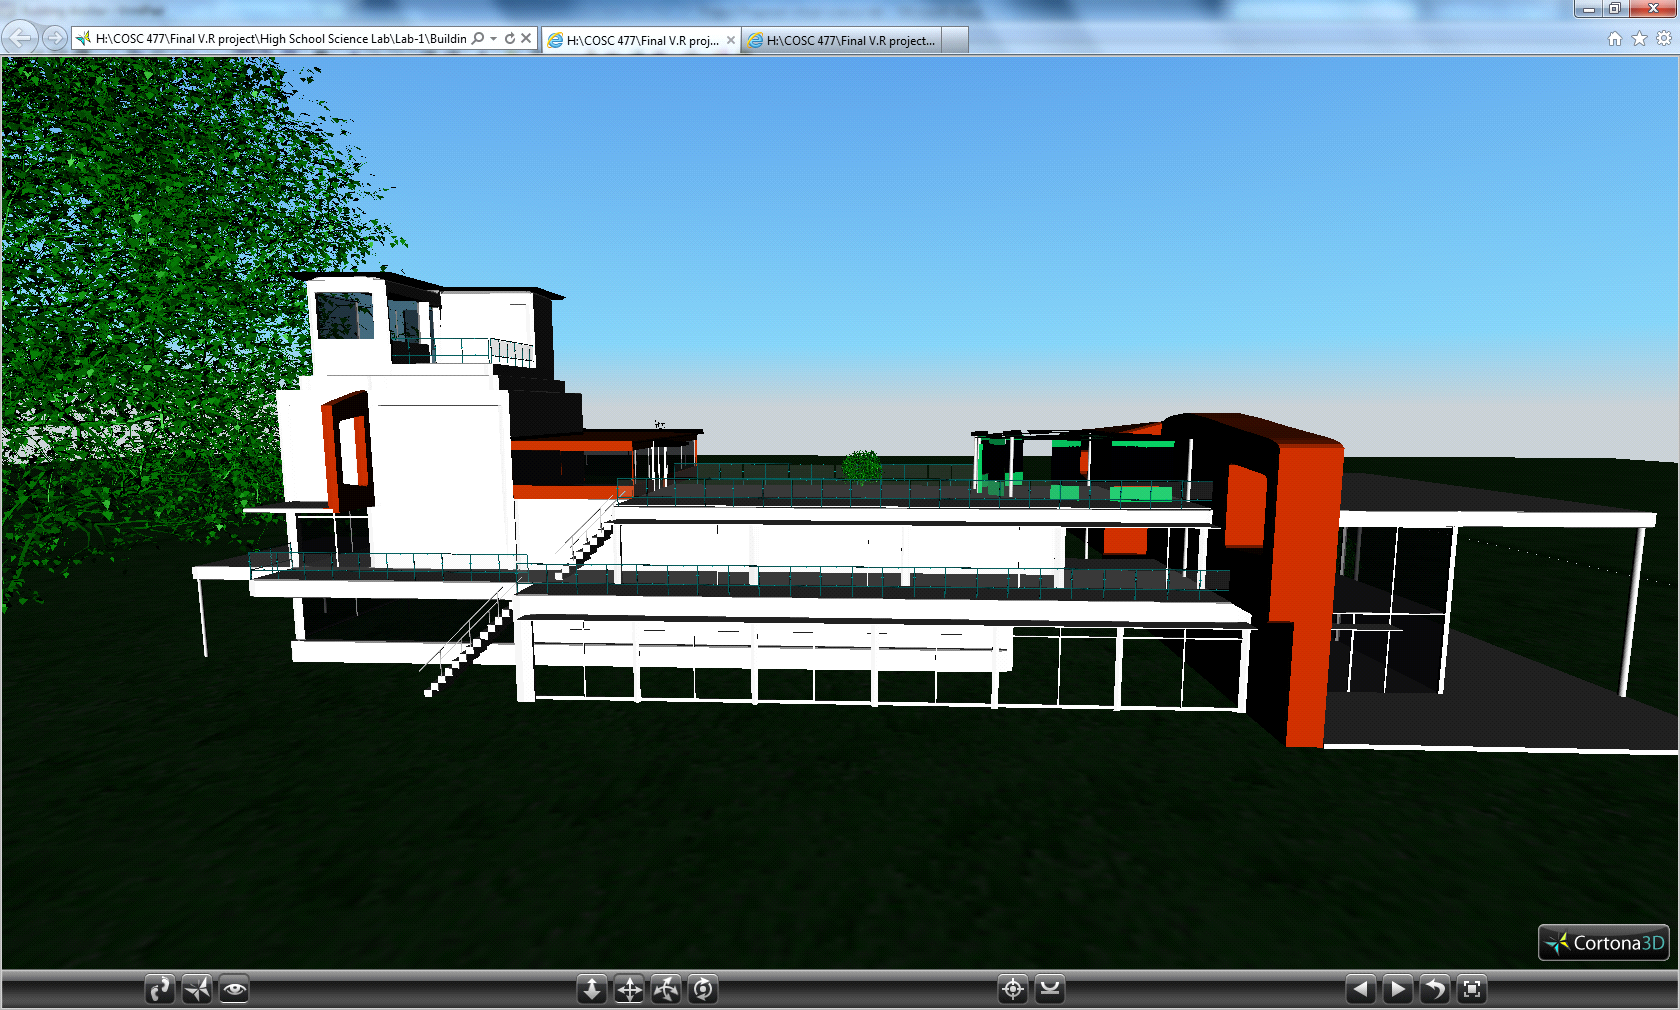 H:\COSC 477\Final V.R project\High School Science Lab\Lab-1\Buildin
H:\COSC 477\Final V.R proj...
H:\COSC 477\Final V.R project...
Cortona3D